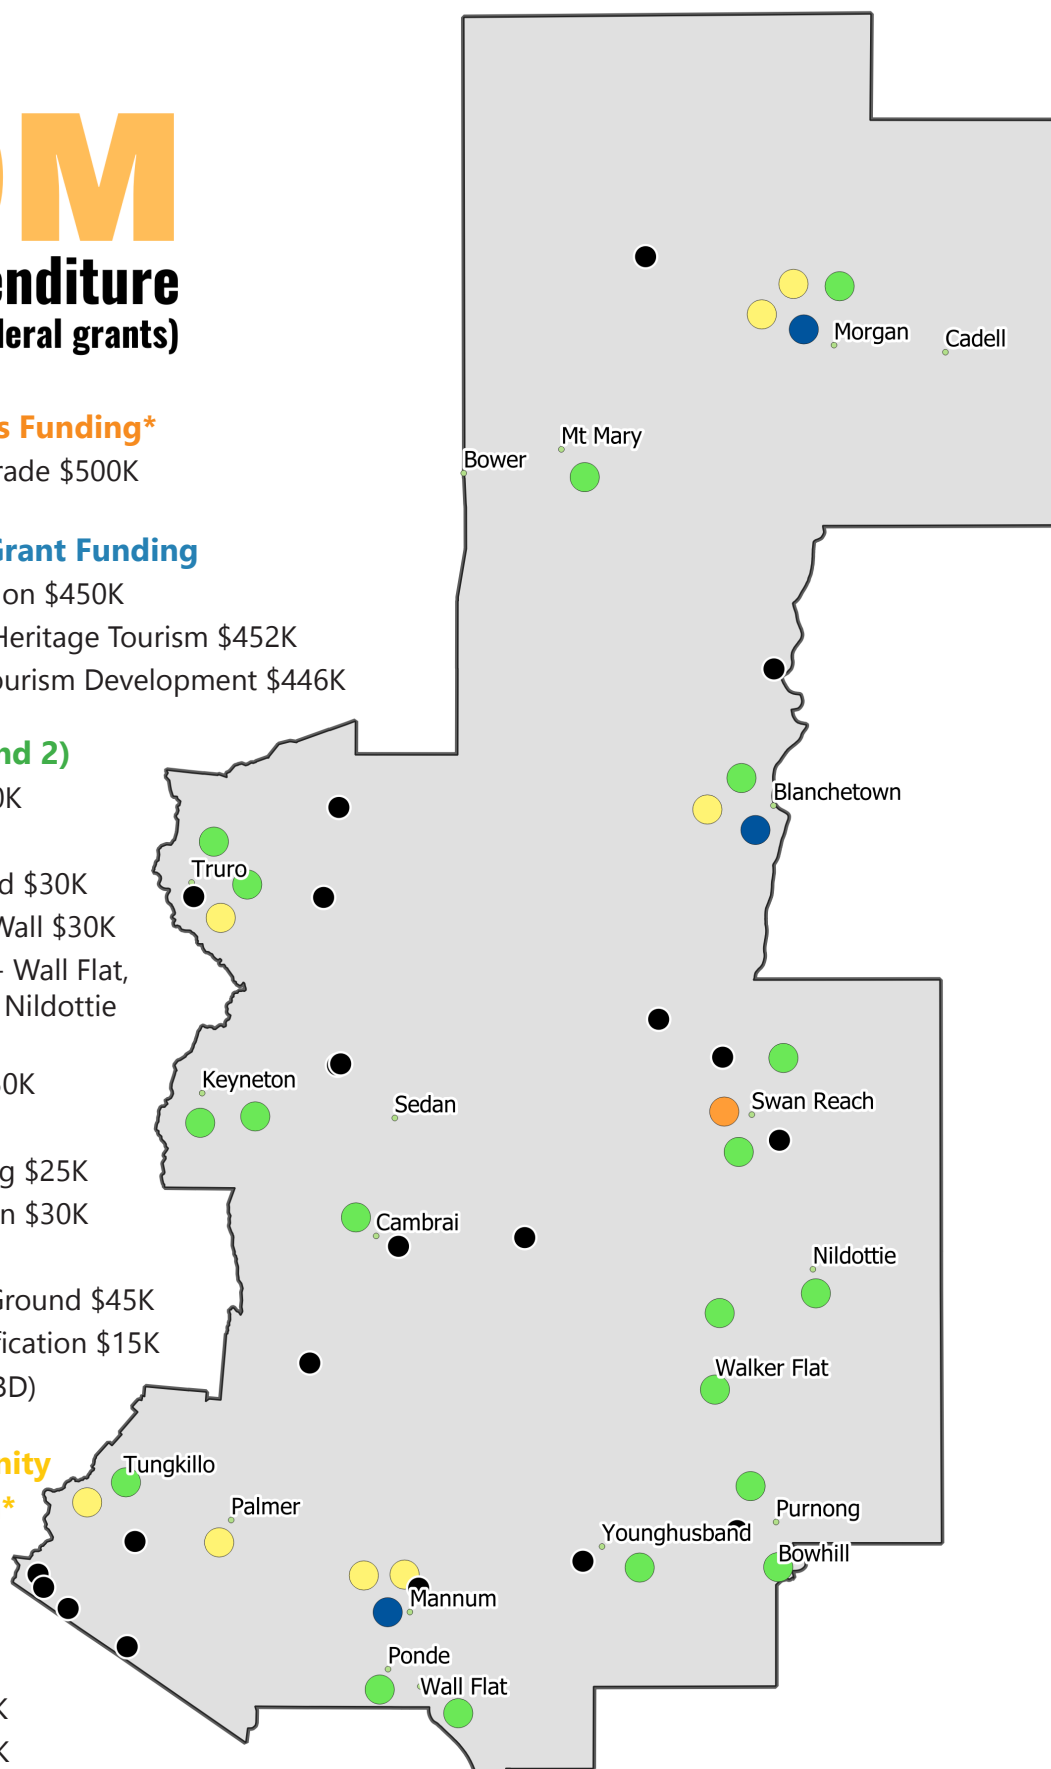 OM
enditure
deral grants)
s Funding*
rade $500K
Grant Funding
on $450K
Heritage Tourism $452K
ourism Development $446K
nd 2)
0K
d $30K
Wall $30K
- Wall Flat,
Nildottie
0K
g $25K
n $30K
Ground $45K
fication $15K
BD)
nity
*
K
K
Morgan
Cadell
Mt Mary
Bower
Blanchetown
Truro
Keyneton
Sedan
Swan Reach
Cambrai
Nildottie
Walker Flat
Tungkillo
Palmer
Purnong
Younghusband
Bowhill
Mannum
Ponde
Wall Flat